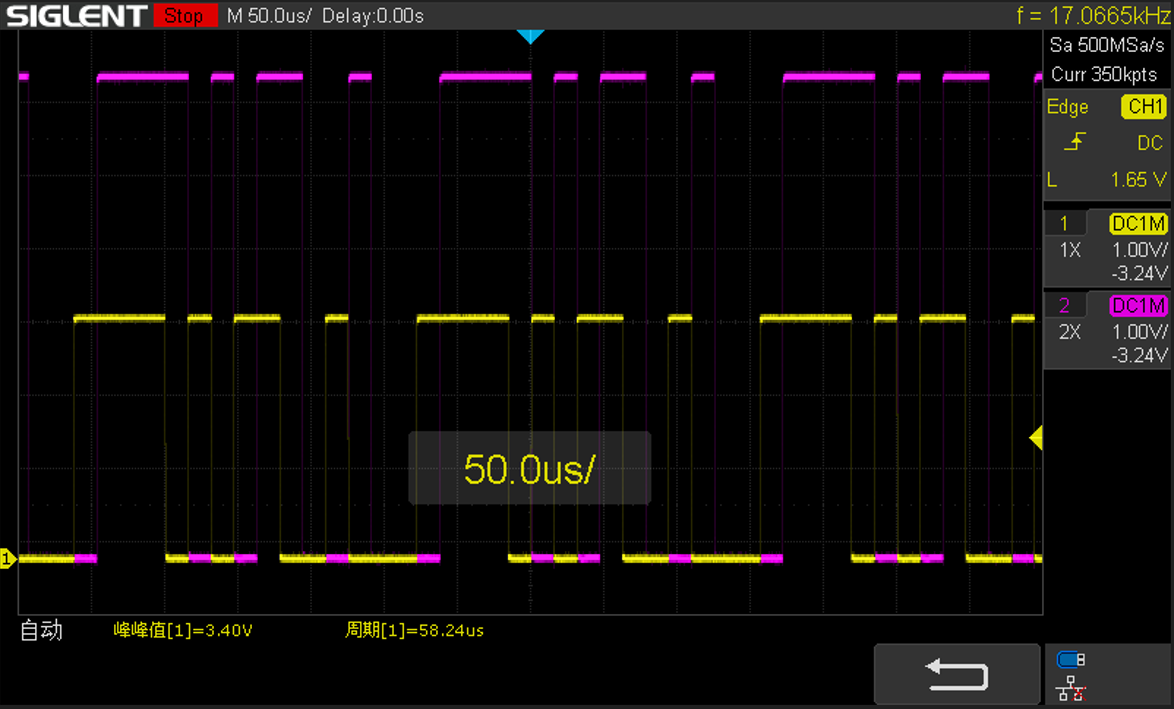 SIGLENT Stop M 50.0us/ Delay:0.00s f = 17.0665kHz
Sa 500MSa/s
Curr 350kpts
Edge CH1
DC
L 1.65 V
1 DC1M
1X 1.00V/
-3.24V
2 DC1M
2X 1.00V/
-3.24V
50.0us/
1
自动 峰峰值[1]=3.40V 周期[1]=58.24us